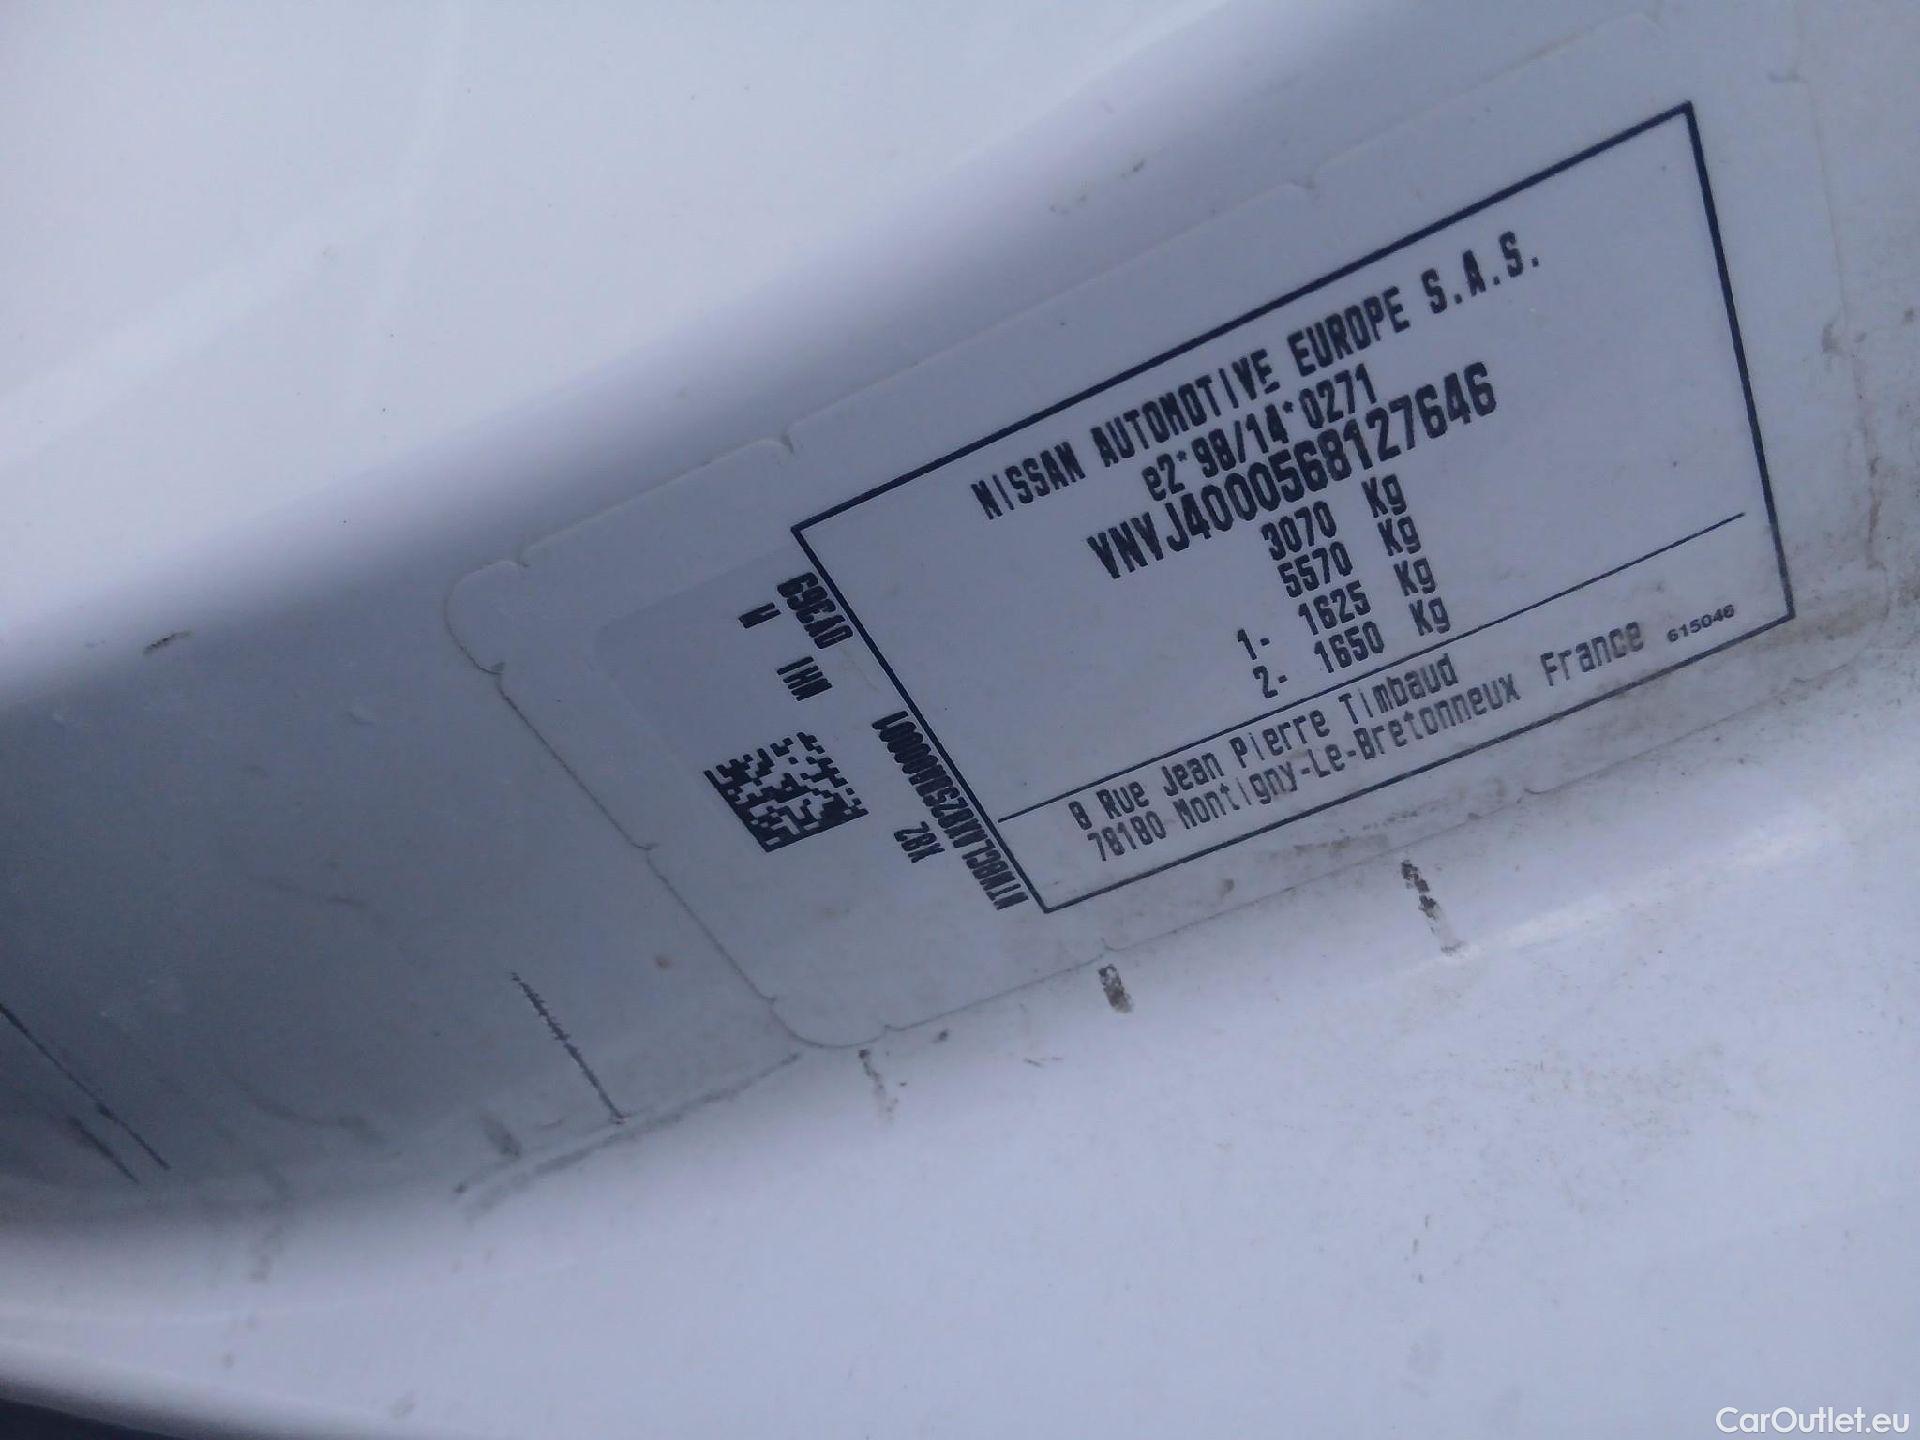 NISSAN AUTOMOTIVE EUROPE S.A.S.
e2*98/14*0271
VNVJ4000568127646
3070 Kg
5570 Kg
1- 1625 Kg
2- 1650 Kg
8 Rue Jean Pierre Timbaud
78180 Montigny-Le-Bretonneux France 615046
X82
CarOutlet.eu